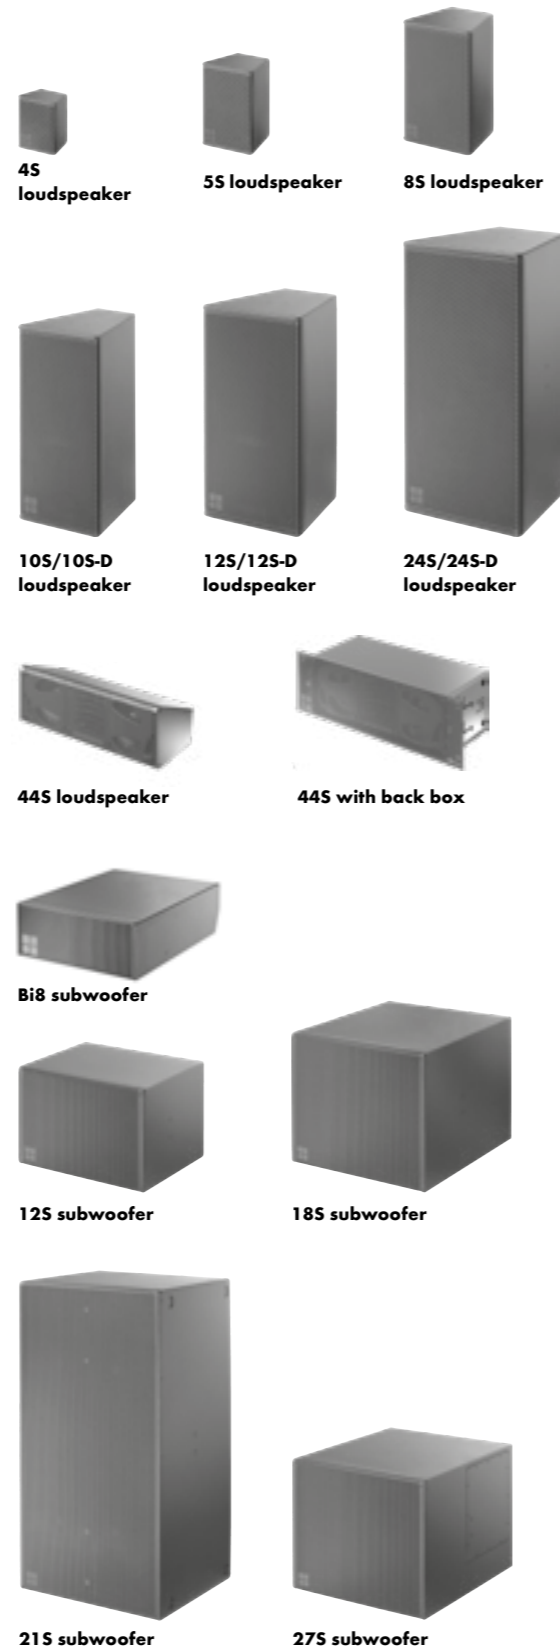 4S
loudspeaker
5S loudspeaker
8S loudspeaker
10S/10S-D
loudspeaker
12S/12S-D
loudspeaker
24S/24S-D
loudspeaker
44S loudspeaker
44S with back box
Bi8 subwoofer
12S subwoofer
18S subwoofer
21S subwoofer
27S subwoofer